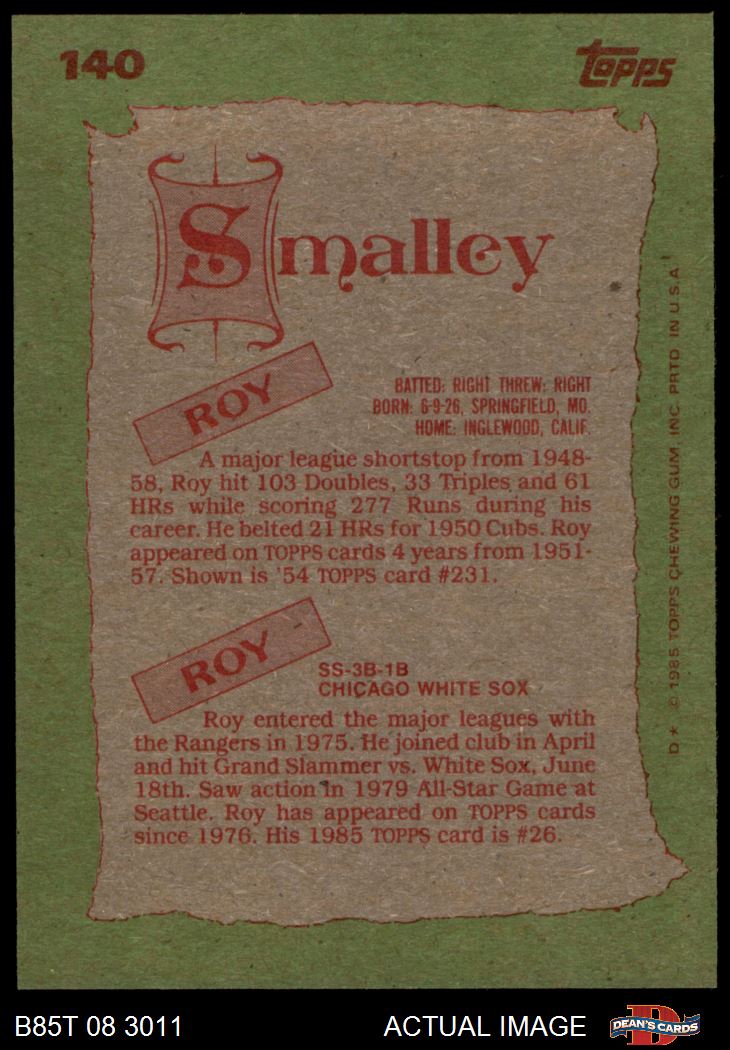 140
TOPPS
Smalley
ROY
BATTED: RIGHT THREW: RIGHT
BORN: 6-9-26, SPRINGFIELD, MO.
HOME: INGLEWOOD, CALIF.
A major league shortstop from 1948-
58, Roy hit 103 Doubles, 33 Triples and 61
HRs while scoring 277 Runs during his
career. He belted 21 HRs for 1950 Cubs. Roy
appeared on TOPPS cards 4 years from 1951-
57. Shown is '54 TOPPS card #231.
ROY
SS-3B-1B
CHICAGO WHITE SOX
Roy entered the major leagues with
the Rangers in 1975. He joined club in April
and hit Grand Slammer vs. White Sox, June
18th. Saw action in 1979 All-Star Game at
Seattle. Roy has appeared on TOPPS cards
since 1976. His 1985 TOPPS card is #26.
D* © 1985 TOPPS CHEWING GUM INC. PRTD. IN U.S.A.
B85T 08 3011
ACTUAL IMAGE
D
DEAN'S CARDS